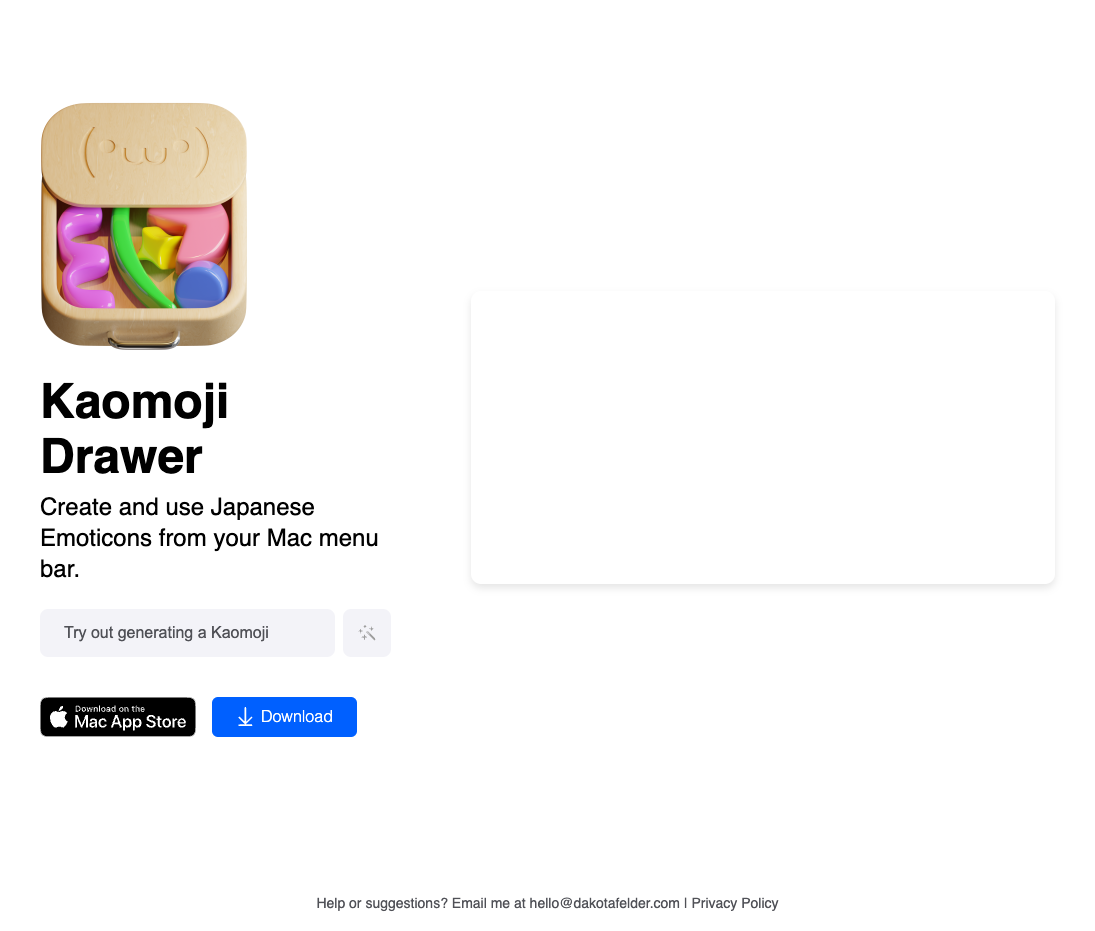 (•ω•)
Kaomoji
Drawer
Create and use Japanese
Emoticons from your Mac menu
bar.
Try out generating a Kaomoji
Download on the
Mac App Store
Download
Help or suggestions? Email me at hello@dakotafelder.com | Privacy Policy